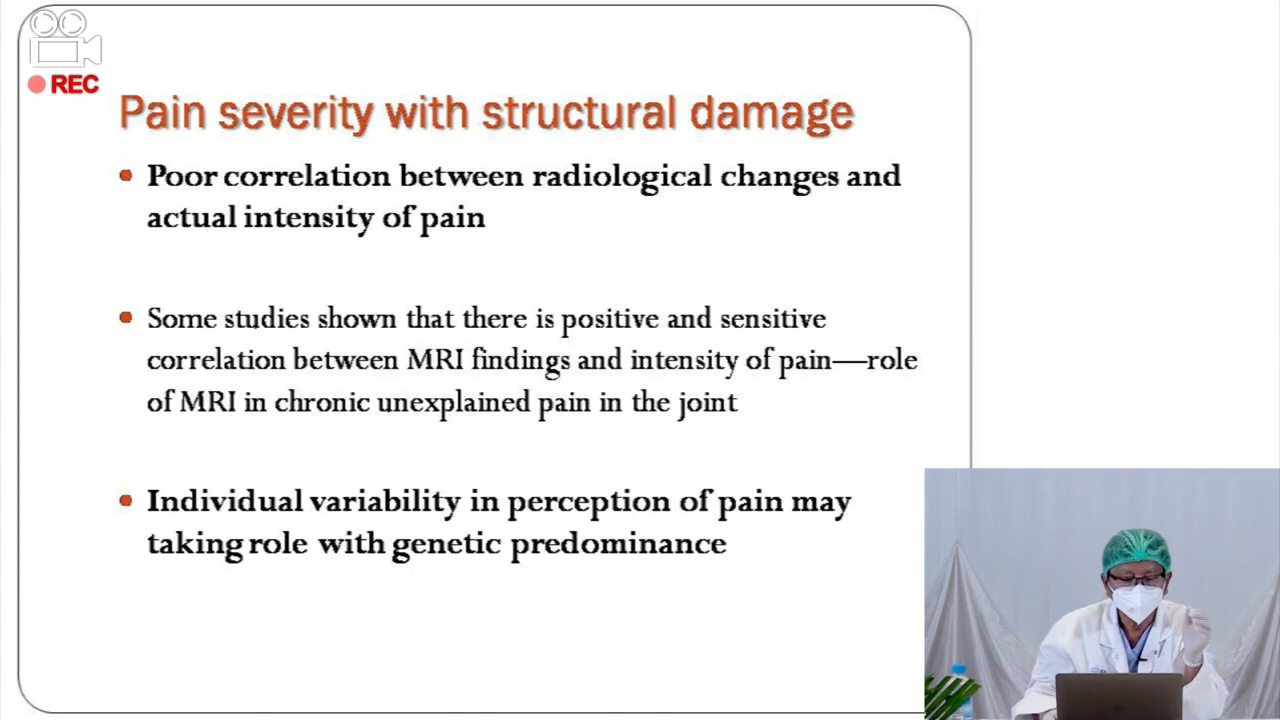 REC
Pain severity with structural damage
Poor correlation between radiological changes and
actual intensity of pain
Some studies shown that there is positive and sensitive
correlation between MRI findings and intensity of pain—role
of MRI in chronic unexplained pain in the joint
Individual variability in perception of pain may
taking role with genetic predominance